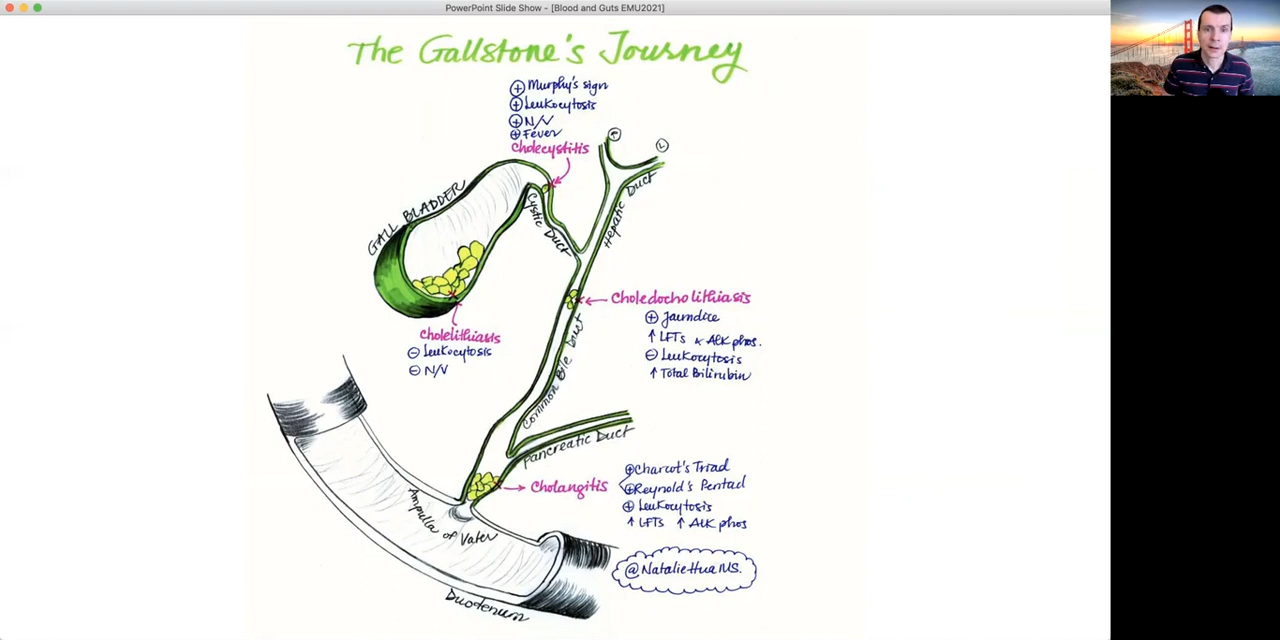 PowerPoint Slide Show - [Blood and Guts EMU2021]
The Gallstone's Journey
⊕ Murphy's sign
⊕ Leukocytosis
⊕ N/V
⊕ Fever
Cholecystitis
R
L
GALL BLADDER
Cystic Duct
Hepatic Duct
Choledocholithiasis
⊕ Jaundice
↑ LFTs & Alk phos.
⊖ Leukocytosis
↑ Total Bilirubin
Cholelithiasis
⊖ Leukocytosis
⊖ N/V
Common Bile Duct
Pancreatic Duct
Cholangitis
⊕ Charcot's Triad
⊕ Reynold's Pentad
⊕ Leukocytosis
↑ LFTs ↑ Alk phos
Ampulla of Vater
Duodenum
@NatalieHuaMS.